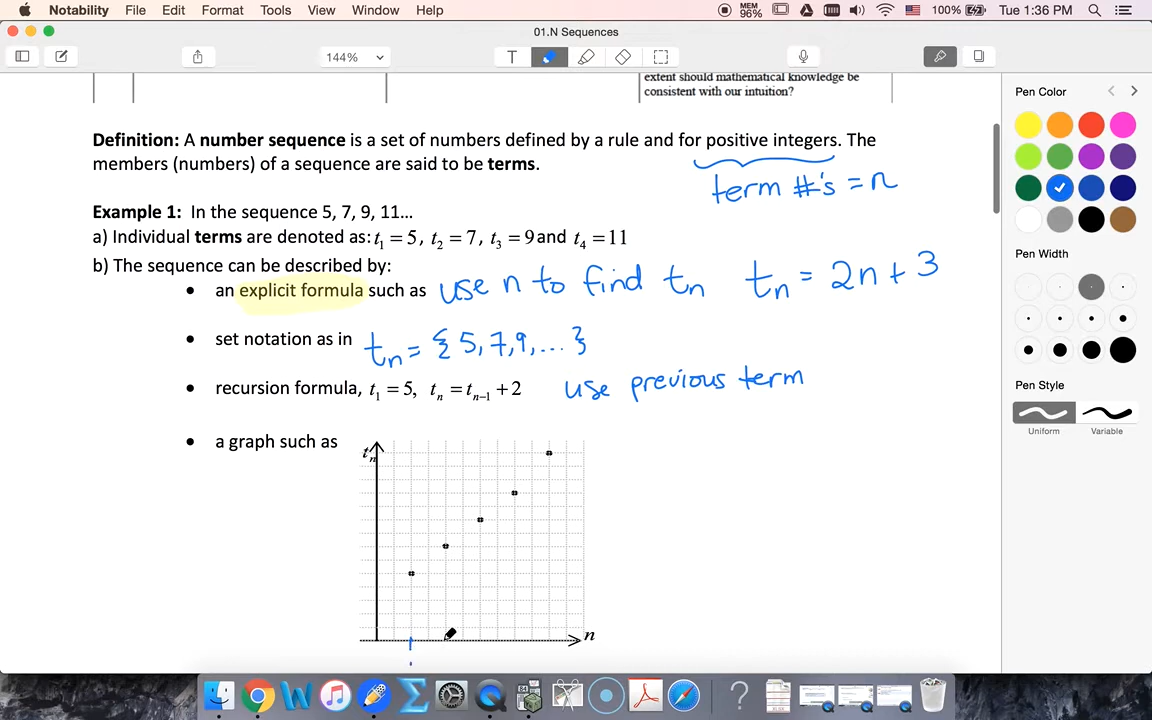 Notability File Edit Format Tools View Window Help MEM 96% 100% Tue 1:36 PM
01.N Sequences
144% T
extent should mathematical knowledge be
consistent with our intuition?
Definition: A number sequence is a set of numbers defined by a rule and for positive integers. The
members (numbers) of a sequence are said to be terms.
term #'s = n
Example 1: In the sequence 5, 7, 9, 11...
a) Individual terms are denoted as: t₁ = 5, t₂ = 7, t₃ = 9 and t₄ = 11
b) The sequence can be described by:
• an explicit formula such as use n to find tₙ tₙ = 2n + 3
• set notation as in tₙ = {5, 7, 9, ... }
• recursion formula, t₁ = 5, tₙ = tₙ₋₁ + 2 use previous term
• a graph such as
tₙ
n
Pen Color
Pen Width
Pen Style
Uniform Variable